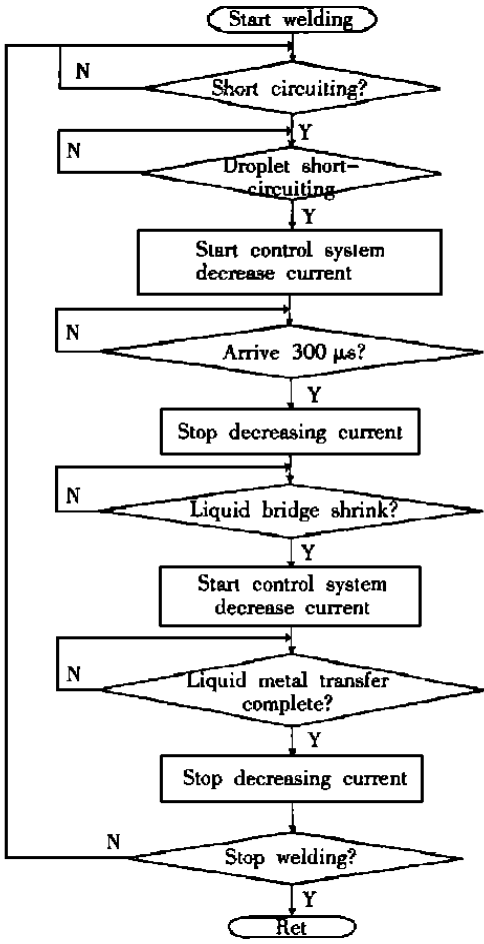 Start welding
N
Short circuiting?
Y
N
Droplet short-
circuiting
Y
Start control system
decrease current
N
Arrive 300 μs?
Y
Stop decreasing current
N
Liquid bridge shrink?
Y
Start control system
decrease current
N
Liquid metal transfer
complete?
Y
Stop decreasing current
N
Stop welding?
Y
Ret